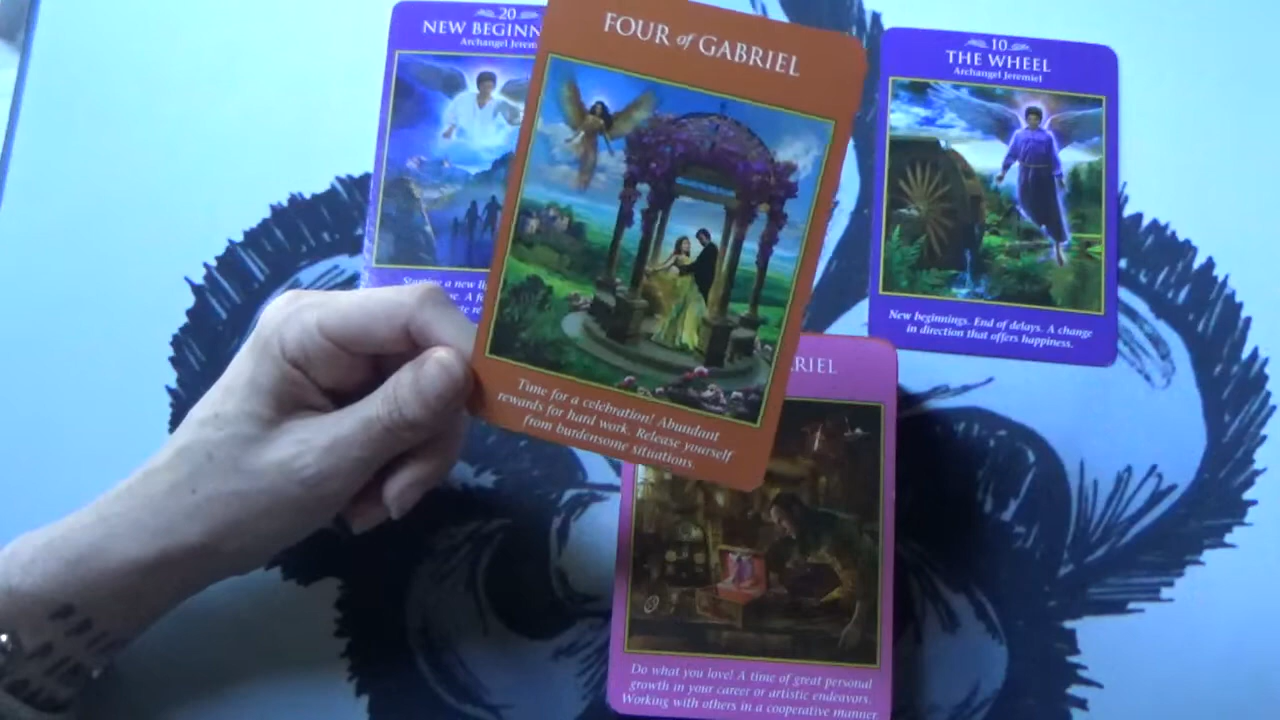 20
NEW BEGINN
Archangel Jerem
FOUR of GABRIEL
Time for a celebration! Abundant
rewards for hard work. Release yourself
from burdensome situations.
10
THE WHEEL
Archangel Jeremiel
New beginnings. End of delays. A change
in direction that offers happiness.
RIEL
Do what you love! A time of great personal
growth in your career or artistic endeavors.
Working with others in a cooperative manner.